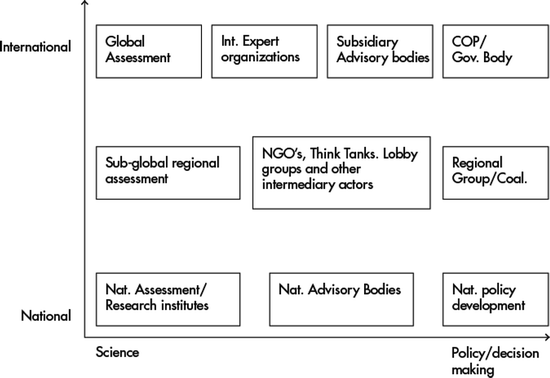 International
Global
Assessment
Int. Expert
organizations
Subsidiary
Advisory bodies
COP/
Gov. Body
Sub-global regional
assessment
NGO's, Think Tanks. Lobby
groups and other
intermediary actors
Regional
Group/Coal.
National
Nat. Assessment/
Research institutes
Nat. Advisory Bodies
Nat. policy
development
Science
Policy/decision
making